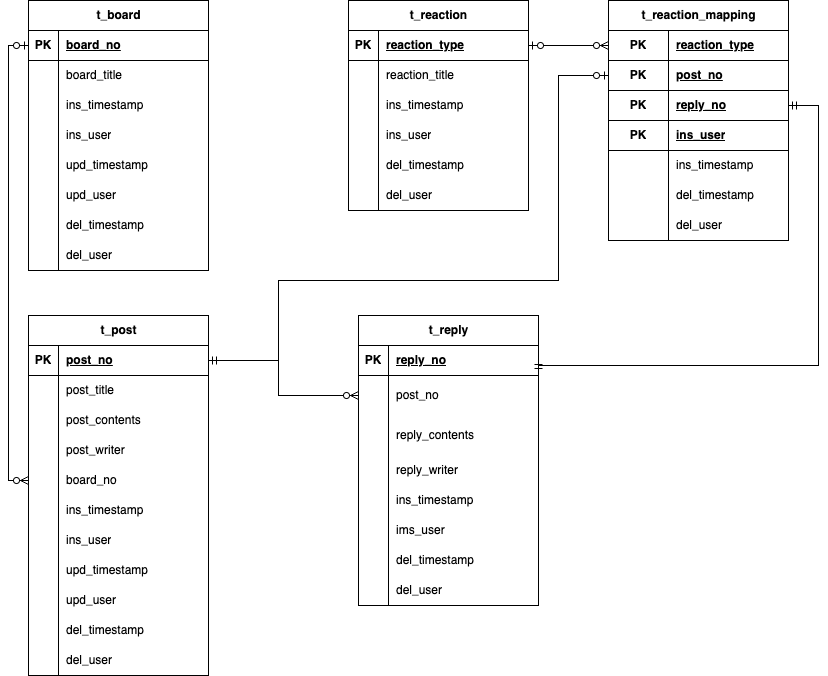 t_board
PK board_no
board_title
ins_timestamp
ins_user
upd_timestamp
upd_user
del_timestamp
del_user
t_reaction
PK reaction_type
reaction_title
ins_timestamp
ins_user
del_timestamp
del_user
t_reaction_mapping
PK reaction_type
PK post_no
PK reply_no
PK ins_user
ins_timestamp
del_timestamp
del_user
t_post
PK post_no
post_title
post_contents
post_writer
board_no
ins_timestamp
ins_user
upd_timestamp
upd_user
del_timestamp
del_user
t_reply
PK reply_no
post_no
reply_contents
reply_writer
ins_timestamp
ims_user
del_timestamp
del_user